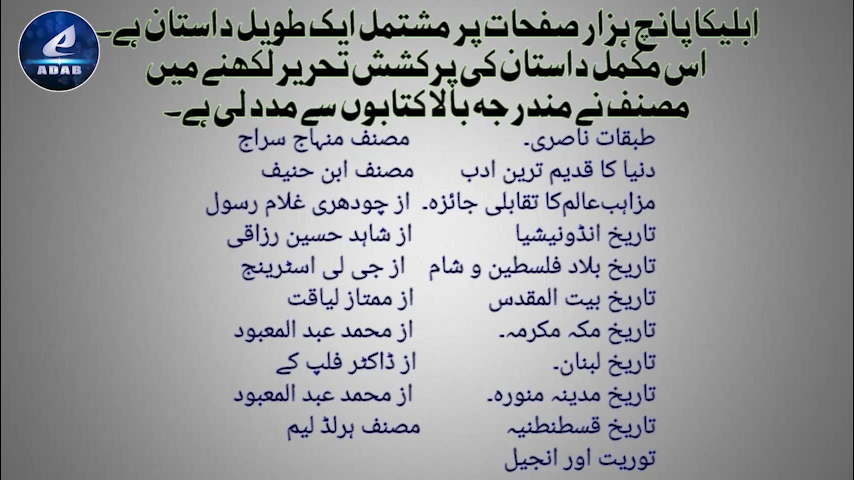 e
ADAB
ابلیکا پانچ ہزار صفحات پر مشتمل ایک طویل داستان ہے۔
اس مکمل داستان کی پرکشش تحریر لکھنے میں
مصنف نے مندرجہ بالا کتابوں سے مدد لی ہے۔
طبقات ناصری۔ مصنف منہاج سراج
دنیا کا قدیم ترین ادب مصنف ابن حنیف
مزاہب عالم کا تقابلی جائزہ۔ از چودھری غلام رسول
تاریخ انڈونیشیا از شاہد حسین رزاقی
تاریخ بلاد فلسطین و شام از جی لی اسٹرینج
تاریخ بیت المقدس از ممتاز لیاقت
تاریخ مکہ مکرمہ۔ از محمد عبد المعبود
تاریخ لبنان۔ از ڈاکٹر فلپ کے
تاریخ مدینہ منورہ۔ از محمد عبد المعبود
تاریخ قسطنطنیہ مصنف ہرلڈ لیم
توریت اور انجیل